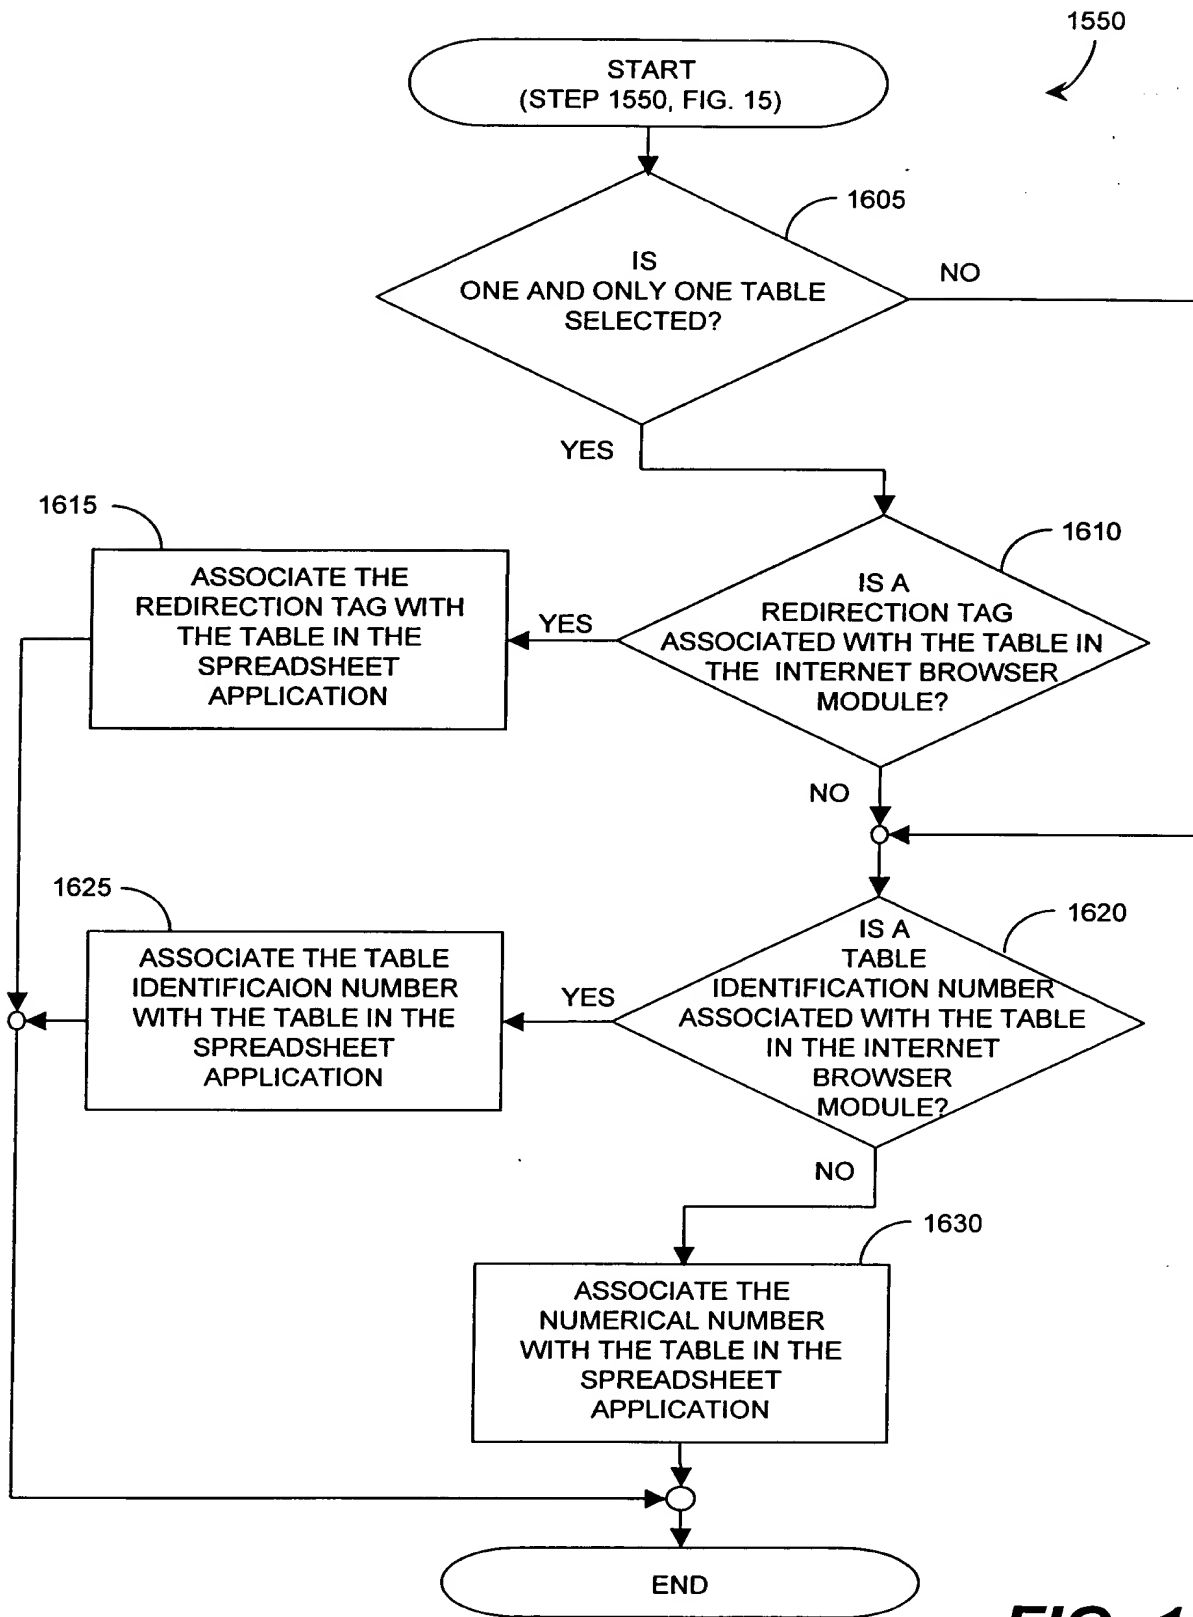 1550
START
(STEP 1550, FIG. 15)
1605
IS
ONE AND ONLY ONE TABLE
SELECTED?
NO
YES
1615
1610
ASSOCIATE THE
REDIRECTION TAG WITH
THE TABLE IN THE
SPREADSHEET
APPLICATION
YES
IS A
REDIRECTION TAG
ASSOCIATED WITH THE TABLE IN
THE INTERNET BROWSER
MODULE?
NO
1625
1620
ASSOCIATE THE TABLE
IDENTIFICAION NUMBER
WITH THE TABLE IN THE
SPREADSHEET
APPLICATION
YES
IS A
TABLE
IDENTIFICATION NUMBER
ASSOCIATED WITH THE TABLE
IN THE INTERNET
BROWSER
MODULE?
NO
1630
ASSOCIATE THE
NUMERICAL NUMBER
WITH THE TABLE IN THE
SPREADSHEET
APPLICATION
END
FIG. 1